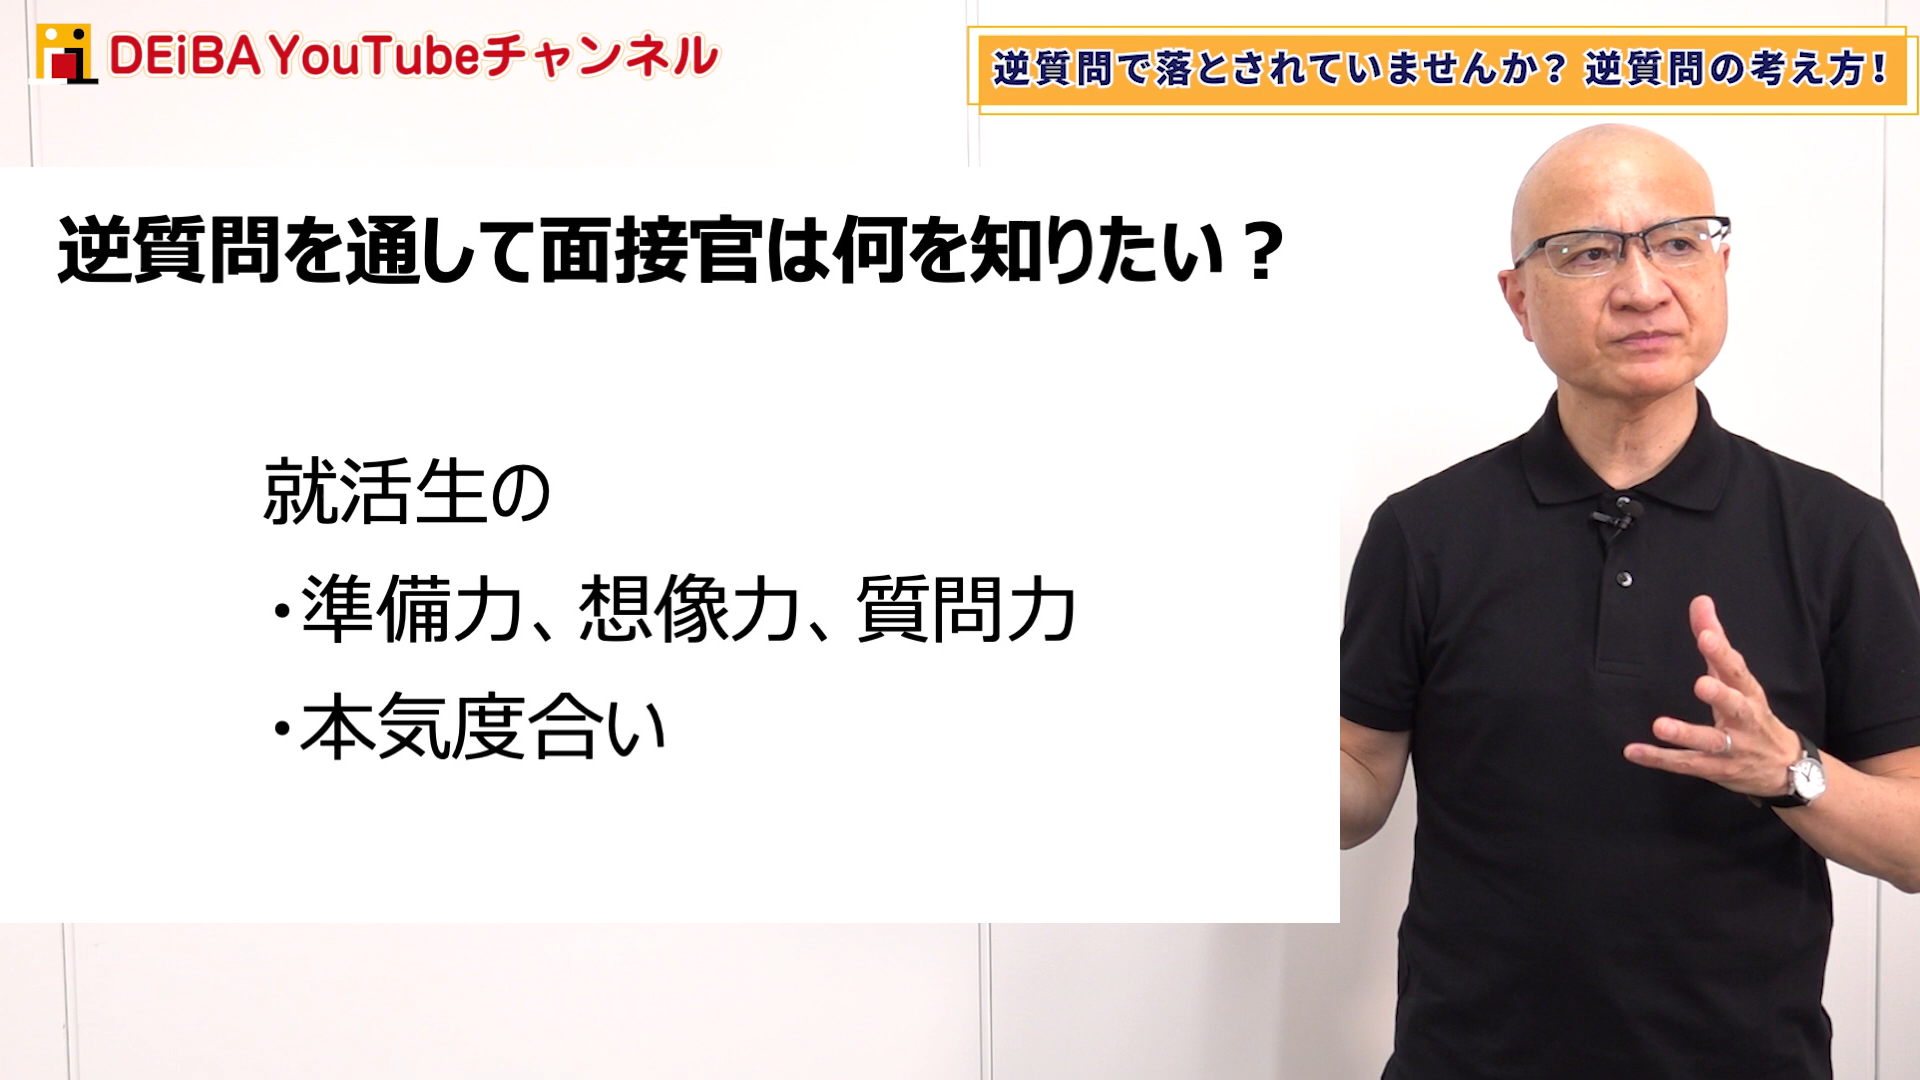 DEiBA YouTubeチャンネル
逆質問で落とされていませんか？ 逆質問の考え方！
逆質問を通して面接官は何を知りたい？
就活生の
・準備力、想像力、質問力
・本気度合い